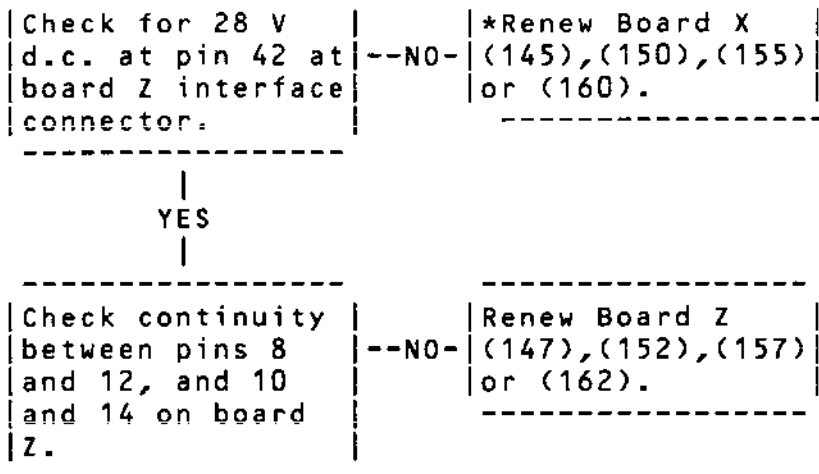 Check for 28 V
d.c. at pin 42 at
board Z interface
connector.
--NO-
*Renew Board X
(145),(150),(155)
or (160).
YES
Check continuity
between pins 8
and 12, and 10
and 14 on board
Z.
--NO-
Renew Board Z
(147),(152),(157)
or (162).